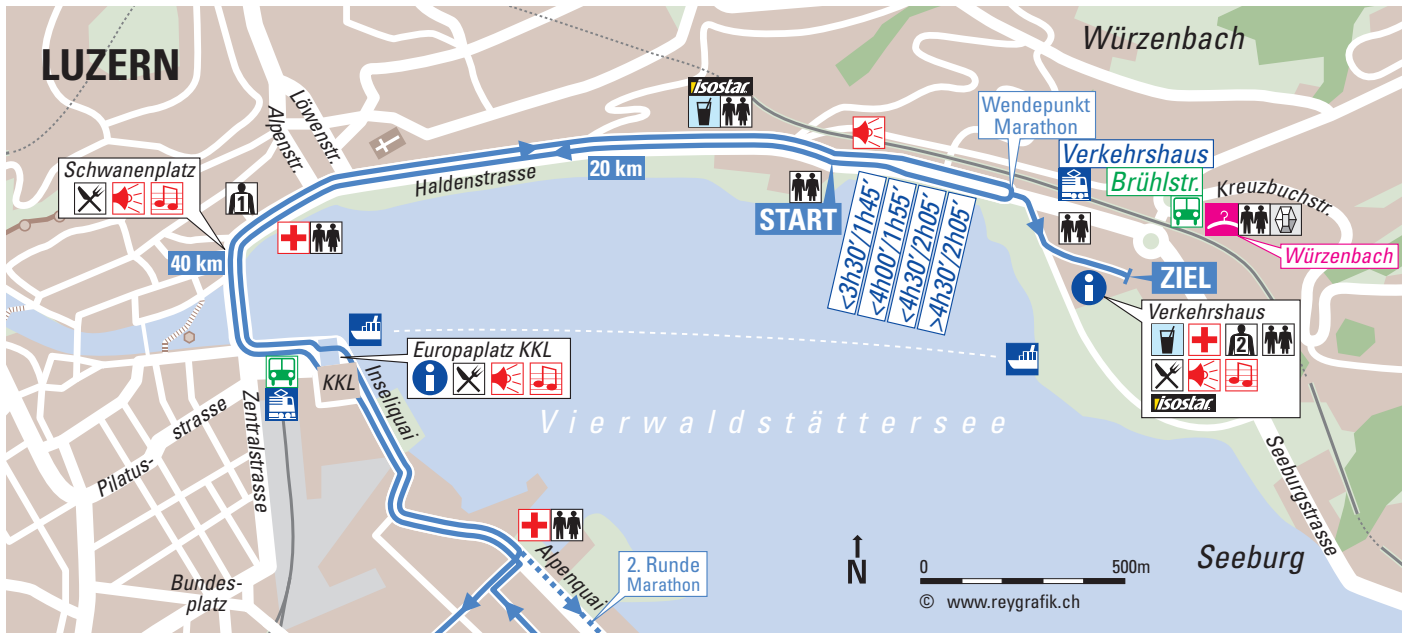 LUZERN
Würzenbach
Löwenstr.
Alpenstr.
isostar
Wendepunkt
Marathon
Verkehrshaus
Brühlstr.
Kreuzbuchstr.
Würzenbach
Schwanenplatz
1
Haldenstrasse
20 km
START
<3h30′/1h45′
<4h00′/1h55′
<4h30′/2h05′
>4h30′/2h05′
40 km
ZIEL
i
Verkehrshaus
2
isostar
Europaplatz KKL
i
KKL
Inseliquai
Vierwaldstättersee
Pilatus-
strasse
Zentralstrasse
Seeburgstrasse
Alpenquai
2. Runde
Marathon
Bundes-
platz
N
0 500m
© www.reygrafik.ch
Seeburg